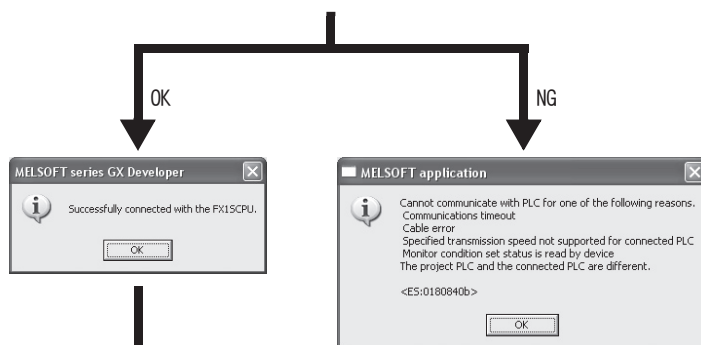 OK
NG
MELSOFT series GX Developer
Successfully connected with the FX1SCPU.
OK
MELSOFT application
Cannot communicate with PLC for one of the following reasons.
Communications timeout
Cable error
Specified transmission speed not supported for connected PLC
Monitor condition set status is read by device
The project PLC and the connected PLC are different.
<ES:0180840b>
OK